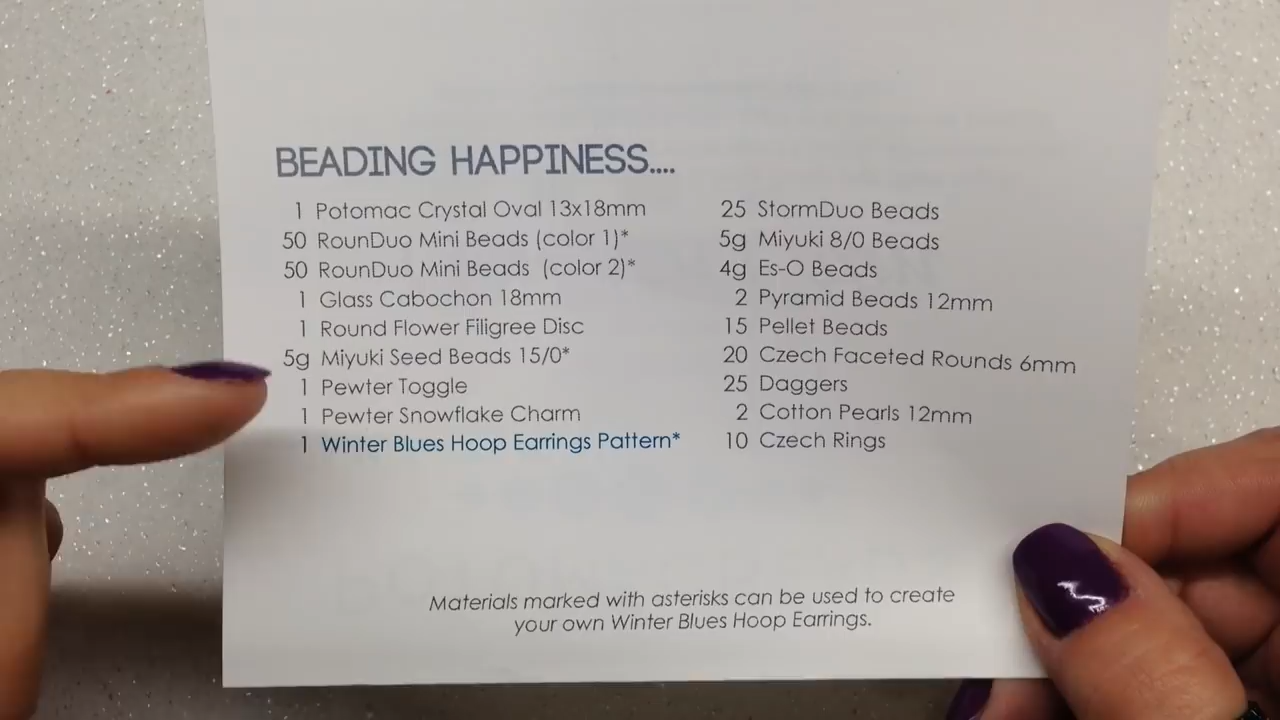 BEADING HAPPINESS....
1 Potomac Crystal Oval 13x18mm
50 RounDuo Mini Beads (color 1)*
50 RounDuo Mini Beads (color 2)*
1 Glass Cabochon 18mm
1 Round Flower Filigree Disc
5g Miyuki Seed Beads 15/0*
1 Pewter Toggle
1 Pewter Snowflake Charm
1 Winter Blues Hoop Earrings Pattern*
25 StormDuo Beads
5g Miyuki 8/0 Beads
4g Es-O Beads
2 Pyramid Beads 12mm
15 Pellet Beads
20 Czech Faceted Rounds 6mm
25 Daggers
2 Cotton Pearls 12mm
10 Czech Rings
Materials marked with asterisks can be used to create
your own Winter Blues Hoop Earrings.